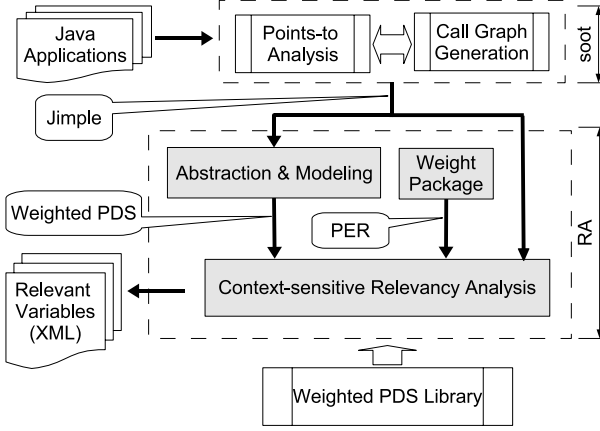 Java
Applications
Points-to
Analysis
Call Graph
Generation
soot
Jimple
Abstraction & Modeling
Weight
Package
Weighted PDS
PER
RA
Relevant
Variables
(XML)
Context-sensitive Relevancy Analysis
Weighted PDS Library